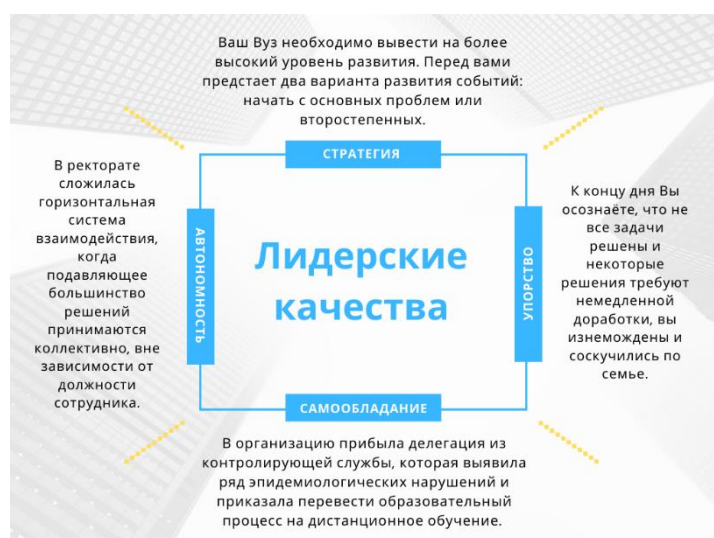 Ваш Вуз необходимо вывести на более
высокий уровень развития. Перед вами
предстает два варианта развития событий:
начать с основных проблем или
второстепенных.
СТРАТЕГИЯ
В ректорате
сложилась
горизонтальная
система
взаимодействия,
когда
подавляющее
большинство
решений
принимаются
коллективно, вне
зависимости от
должности
сотрудника.
АВТОНОМНОСТЬ
Лидерские
качества
УПОРСТВО
К концу дня Вы
осознаёте, что не
все задачи
решены и
некоторые
решения требуют
немедленной
доработки, вы
изнемождены и
соскучились по
семье.
САМООБЛАДАНИЕ
В организацию прибыла делегация из
контролирующей службы, которая выявила
ряд эпидемиологических нарушений и
приказала перевести образовательный
процесс на дистанционное обучение.